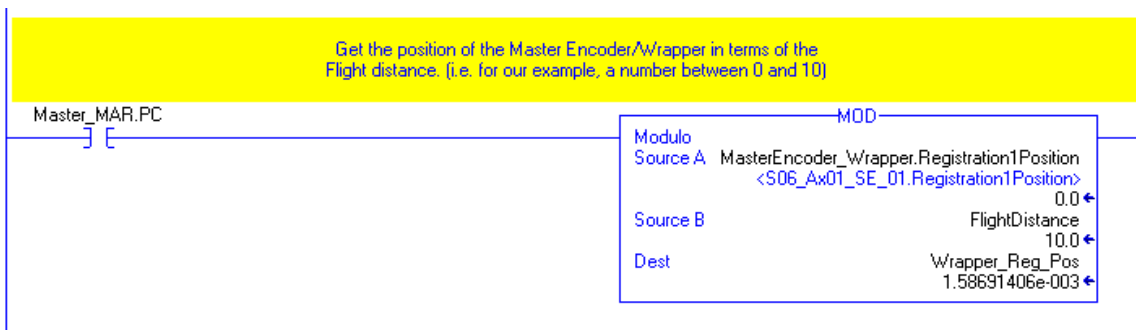 Get the position of the Master Encoder/Wrapper in terms of the
Flight distance. (i.e. for our example, a number between 0 and 10)
Master_MAR.PC
MOD
Modulo
Source A MasterEncoder_Wrapper.Registration1Position
<S06_Ax01_SE_01.Registration1Position>
0.0
Source B FlightDistance
10.0
Dest Wrapper_Reg_Pos
1.58691406e-003